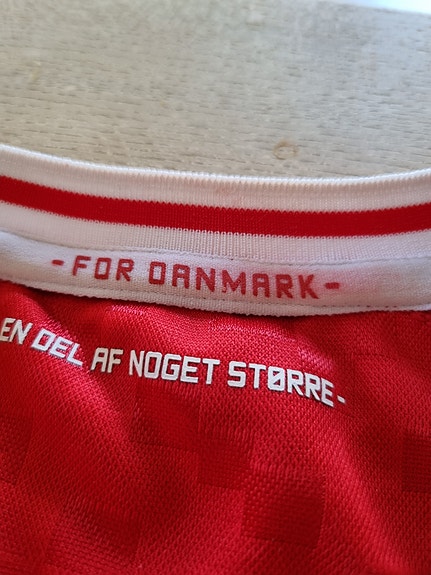 - FOR DANMARK -
EN DEL AF NOGET STØRRE -